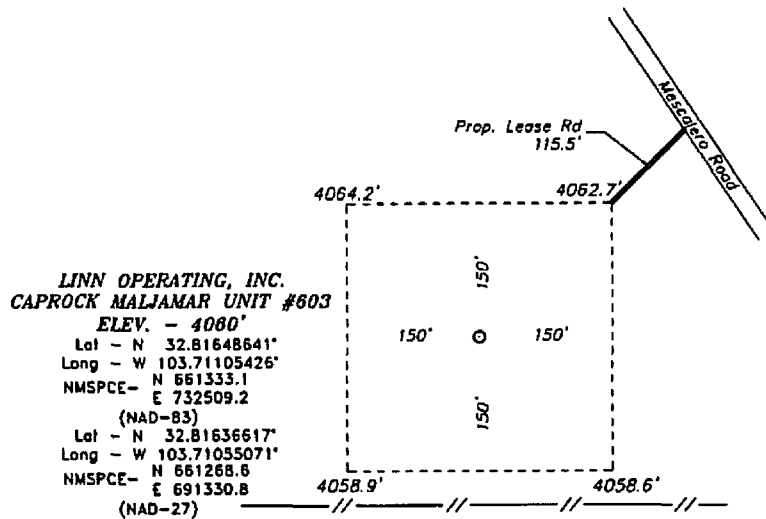 Mescalero Road
Prop. Lease Rd
115.5'
4064.2'
4062.7'
150'
150'
150'
150'
LINN OPERATING, INC.
CAPROCK MALJAMAR UNIT #603
ELEV. - 4060'
Lat - N 32.81648641°
Long - W 103.71105426°
NMSPCE- N 661333.1
E 732509.2
(NAD-83)
Lat - N 32.81636617°
Long - W 103.71055071°
NMSPCE- N 661268.6
E 691330.8
(NAD-27)
4058.9'
4058.6'